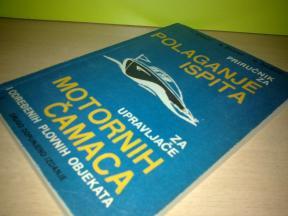 PRIRUČNIK
ZA
POLAGANJE
ISPITA
ZA
UPRAVLJAČE
MOTORNIH
ČAMACA
I ODREĐENIH PLOVNIH OBJEKATA